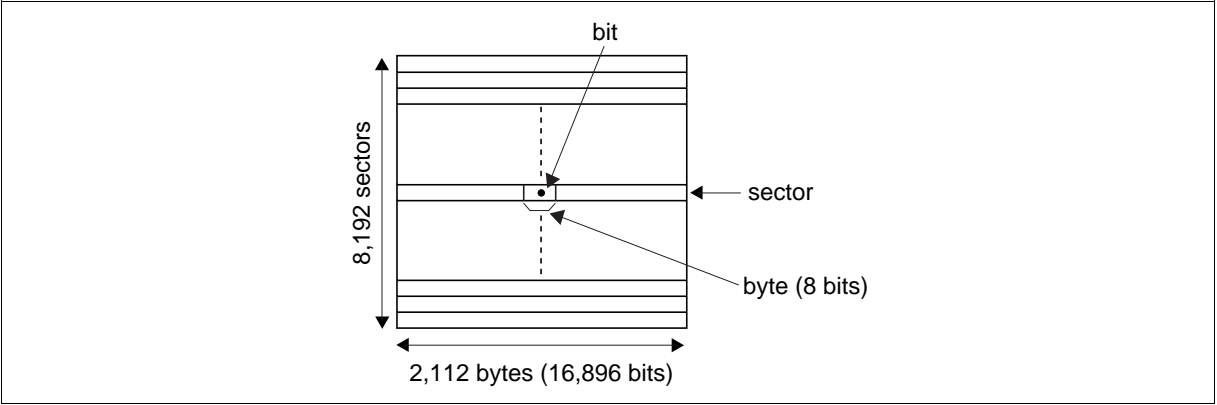 bit
8,192 sectors
sector
byte (8 bits)
2,112 bytes (16,896 bits)